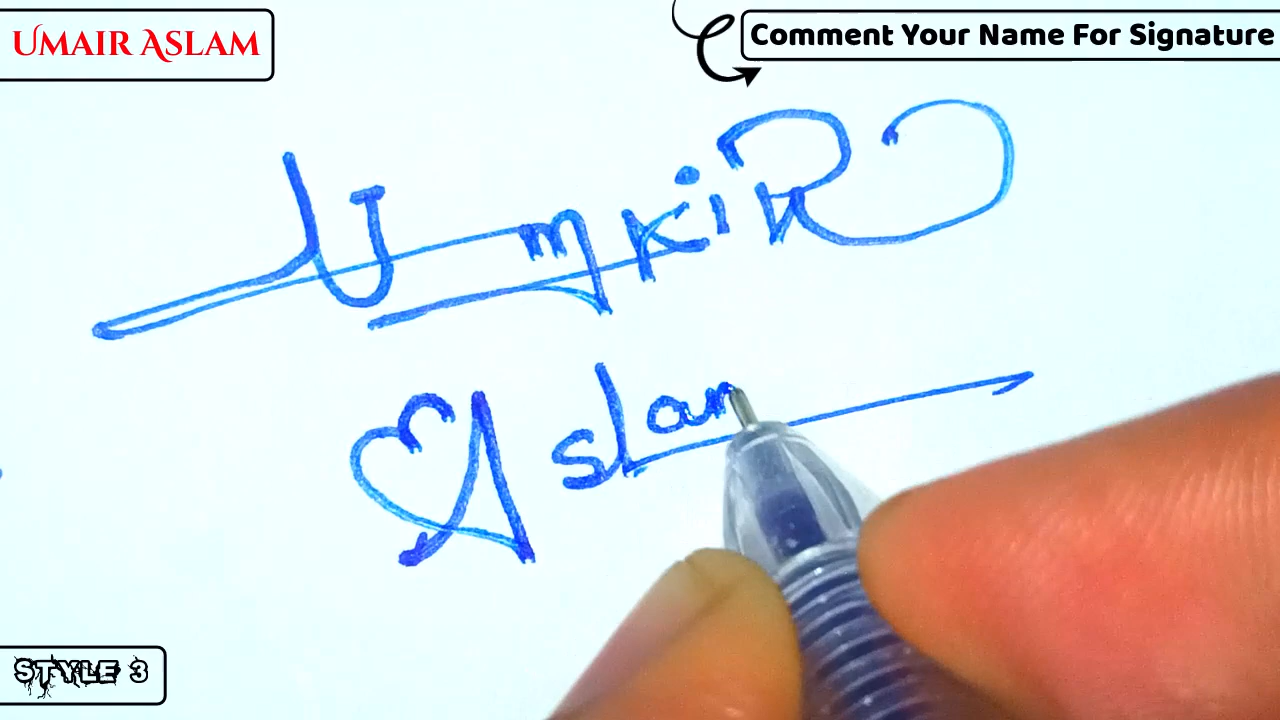 Umair Aslam
Comment Your Name For Signature
UmAiR
Aslam
STYLE 3